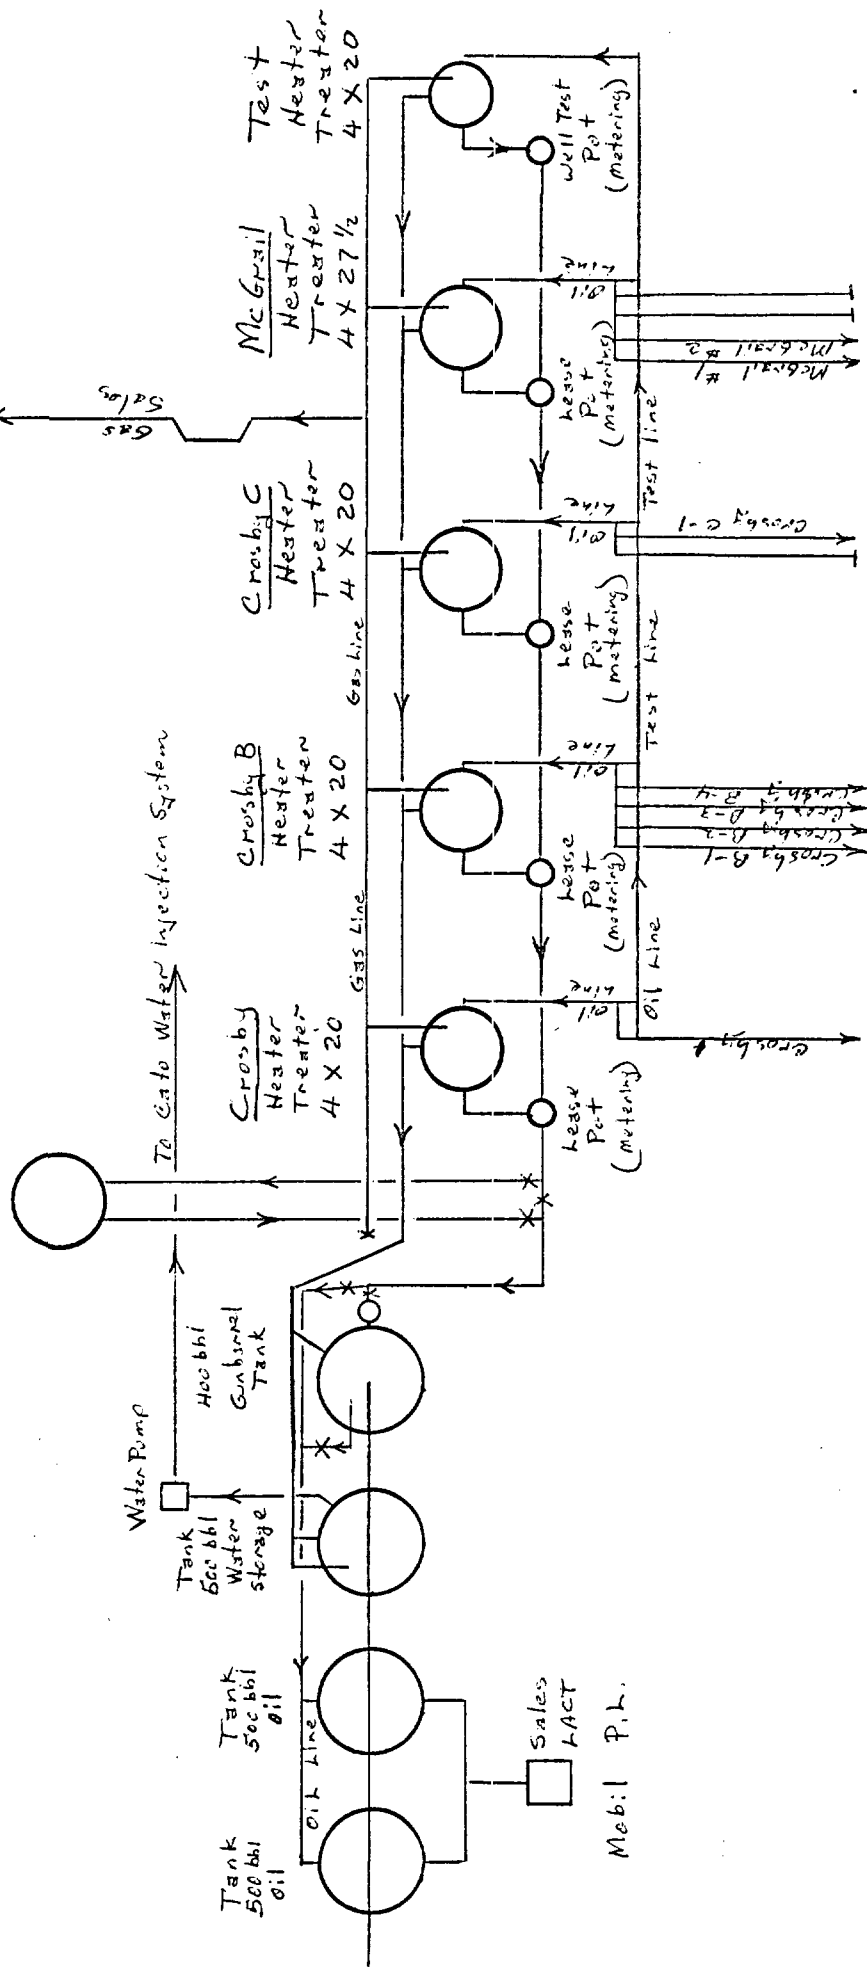 Test
Heater
Treater
4 X 20
McGrail
Heater
Treater
4 X 27 1/2
Crosby C
Heater
Treater
4 X 20
Crosby B
Heater
Treater
4 X 20
Crosby
Heater
Treater
4 X 20
Gas
Sales
Gas Line
Gas Line
To Cato Water Injection System
Well Test
Pot
(Metering)
Lease
Pot
(Metering)
Lease
Pot
(Metering)
Lease
Pot
(Metering)
Lease
Pot
(Metering)
Oil
Line
Oil
Line
Oil
Line
Oil
Line
Test Line
Test Line
Oil Line
McGrail #2
McGrail #1
Crosby C-1
Crosby B-4
Crosby B-3
Crosby B-1
Crosby
400 bbl
Gunbarrel
Tank
Water Pump
Tank
500 bbl
Water
Storage
Tank
500 bbl
Oil
Tank
500 bbl
Oil
Oil Line
Sales
LACT
Mobil P.L.